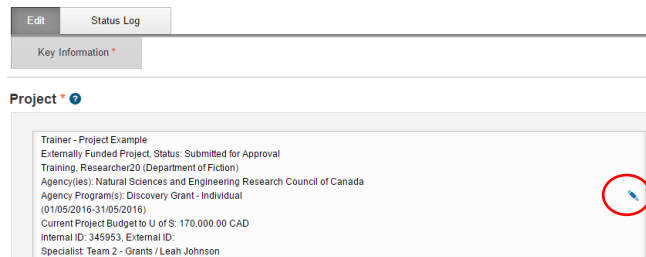 Edit Status Log
Key Information *
Project * ?
Trainer - Project Example
Externally Funded Project, Status: Submitted for Approval
Training, Researcher20 (Department of Fiction)
Agency(ies): Natural Sciences and Engineering Research Council of Canada
Agency Program(s): Discovery Grant - Individual
(01/05/2016-31/05/2016)
Current Project Budget to U of S: 170,000.00 CAD
Internal ID: 345953, External ID:
Specialist: Team 2 - Grants / Leah Johnson